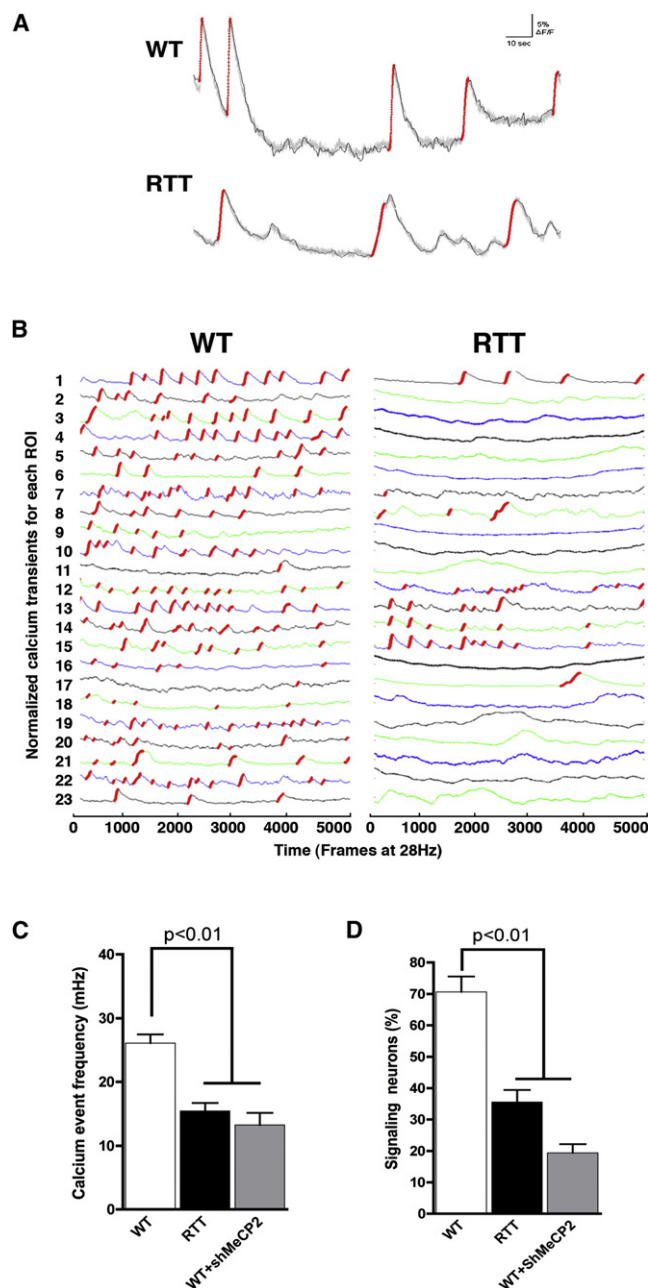 A
WT
5%
ΔF/F
10 sec
RTT
B
WT
RTT
Normalized calcium transients for each ROI
1
2
3
4
5
6
7
8
9
10
11
12
13
14
15
16
17
18
19
20
21
22
23
0 1000 2000 3000 4000 5000
0 1000 2000 3000 4000 5000
Time (Frames at 28Hz)
C
p<0.01
Calcium event frequency (mHz)
40
30
20
10
0
WT
RTT
WT+shMeCP2
D
p<0.01
Signaling neurons (%)
80
70
60
50
40
30
20
10
0
WT
RTT
WT+ShMeCP2